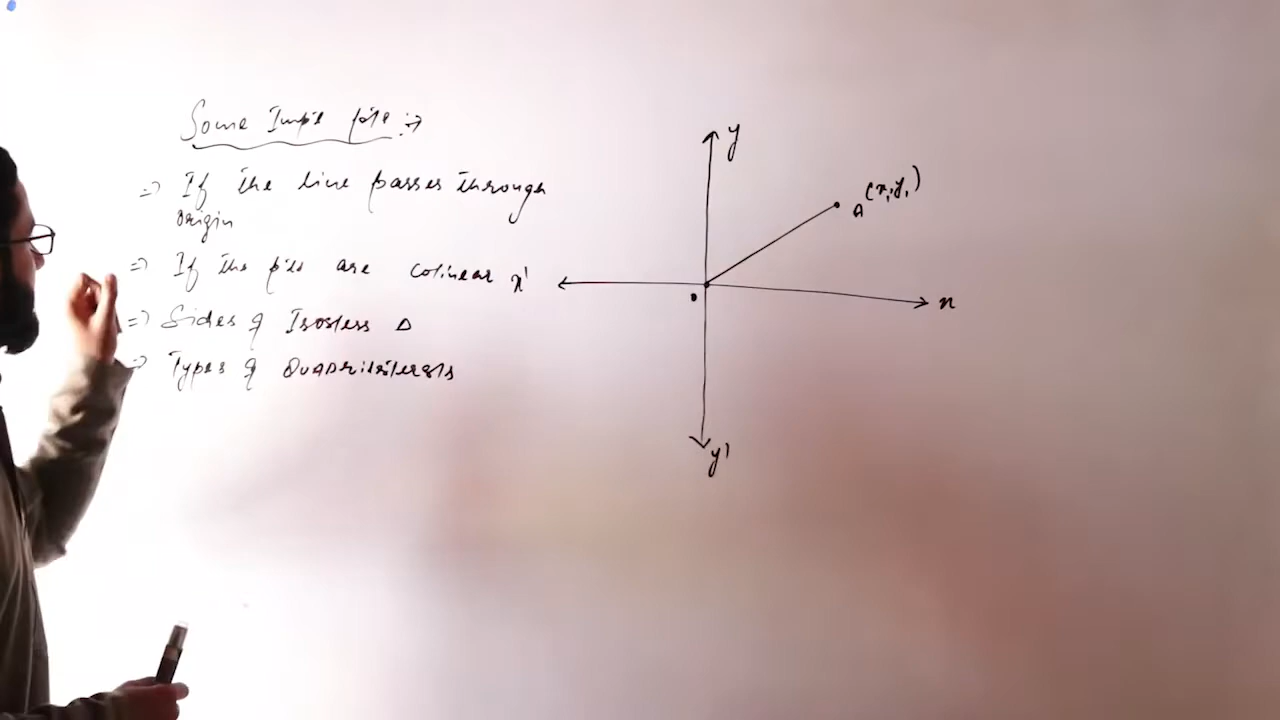 Some Imp't pts :→
⇒ If the line passes through
origin
⇒ If the pts are colinear
⇒ Sides of Isosless Δ
⇒ Types of Quadrilaterals
y
A (x₁, y₁)
x'
x
y'